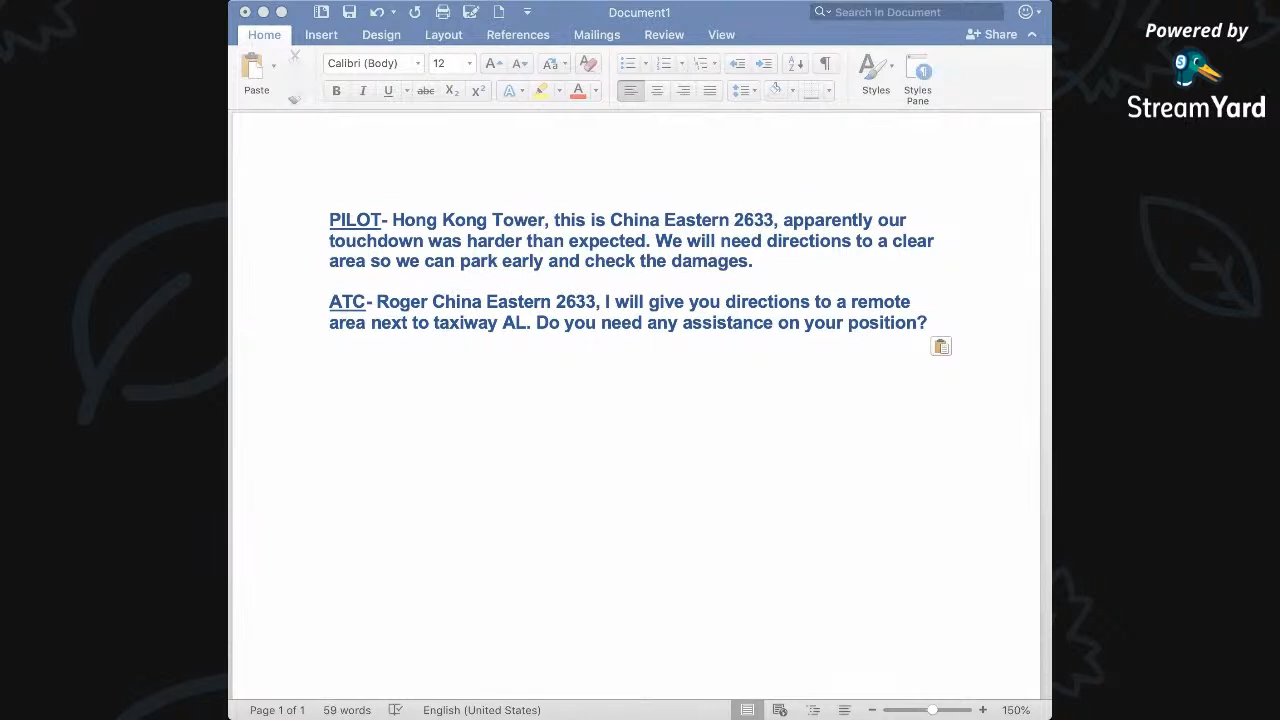 Document1
Search in Document
Home Insert Design Layout References Mailings Review View Share
Calibri (Body) 12
Paste
B I U abc X₂ X²
Styles
Styles Pane
Powered by
StreamYard
PILOT- Hong Kong Tower, this is China Eastern 2633, apparently our
touchdown was harder than expected. We will need directions to a clear
area so we can park early and check the damages.
ATC- Roger China Eastern 2633, I will give you directions to a remote
area next to taxiway AL. Do you need any assistance on your position?
Page 1 of 1 59 words English (United States) 150%